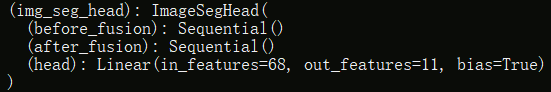 (img_seg_head): ImageSegHead(
  (before_fusion): Sequential()
  (after_fusion): Sequential()
  (head): Linear(in_features=68, out_features=11, bias=True)
)